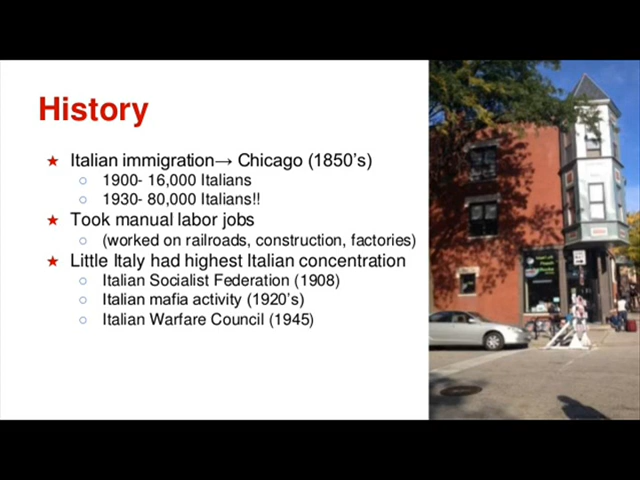 History
★ Italian immigration→ Chicago (1850's)
○ 1900- 16,000 Italians
○ 1930- 80,000 Italians!!
★ Took manual labor jobs
○ (worked on railroads, construction, factories)
★ Little Italy had highest Italian concentration
○ Italian Socialist Federation (1908)
○ Italian mafia activity (1920's)
○ Italian Warfare Council (1945)